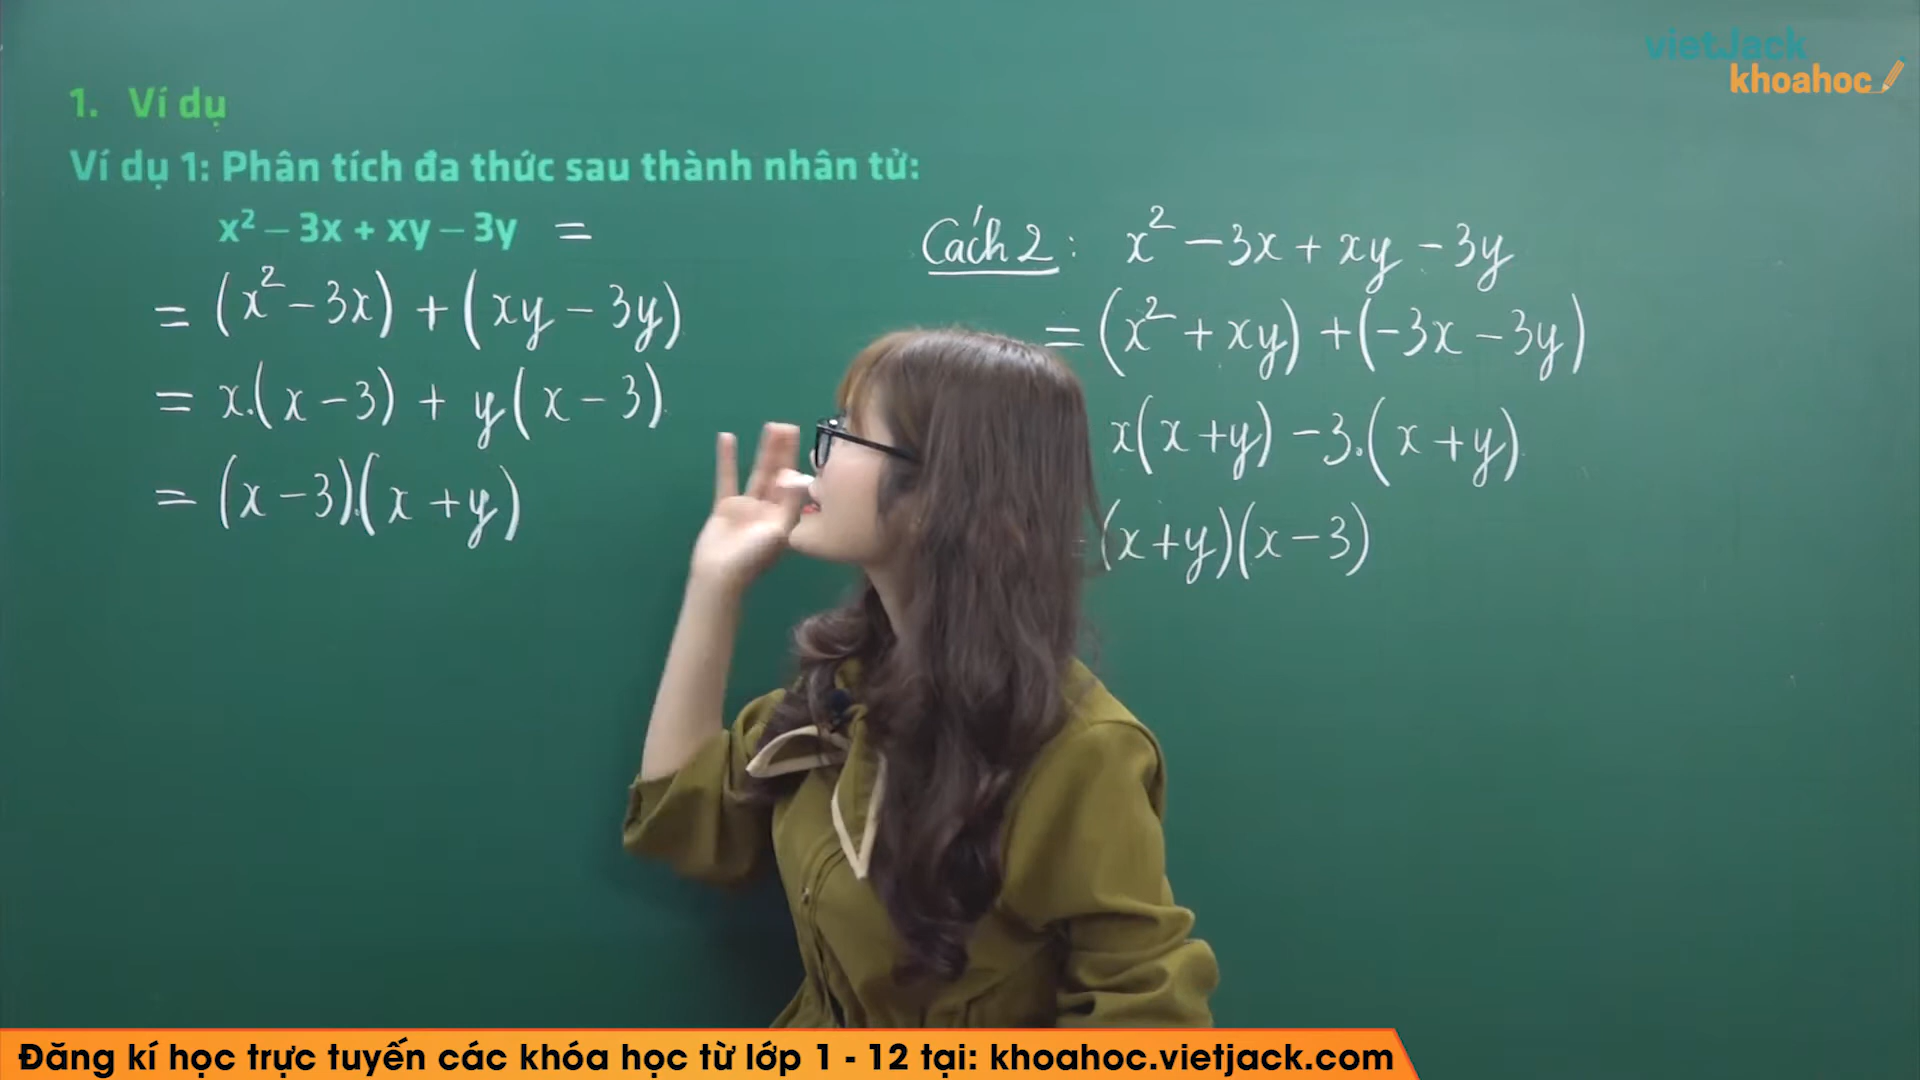 vietJack
khoahoc
1. Ví dụ
Ví dụ 1: Phân tích đa thức sau thành nhân tử:
x² – 3x + xy – 3y =
= (x² – 3x) + (xy – 3y)
= x.(x – 3) + y(x – 3)
= (x – 3).(x + y)
Cách 2: x² – 3x + xy – 3y
= (x² + xy) + (–3x – 3y)
x(x + y) – 3.(x + y)
= (x + y)(x – 3)
Đăng kí học trực tuyến các khóa học từ lớp 1 - 12 tại: khoahoc.vietjack.com